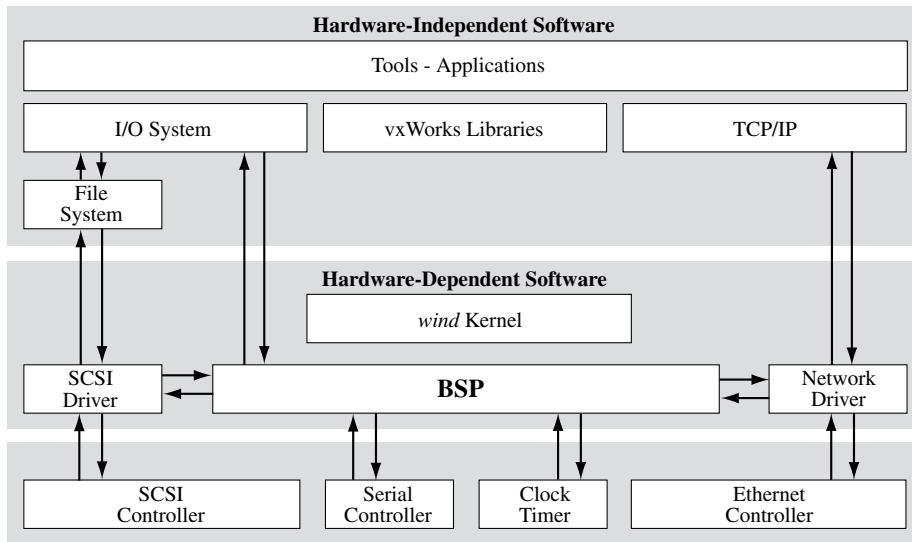 Hardware-Independent Software
Tools - Applications
I/O System
vxWorks Libraries
TCP/IP
File
System
Hardware-Dependent Software
wind Kernel
SCSI
Driver
BSP
Network
Driver
SCSI
Controller
Serial
Controller
Clock
Timer
Ethernet
Controller